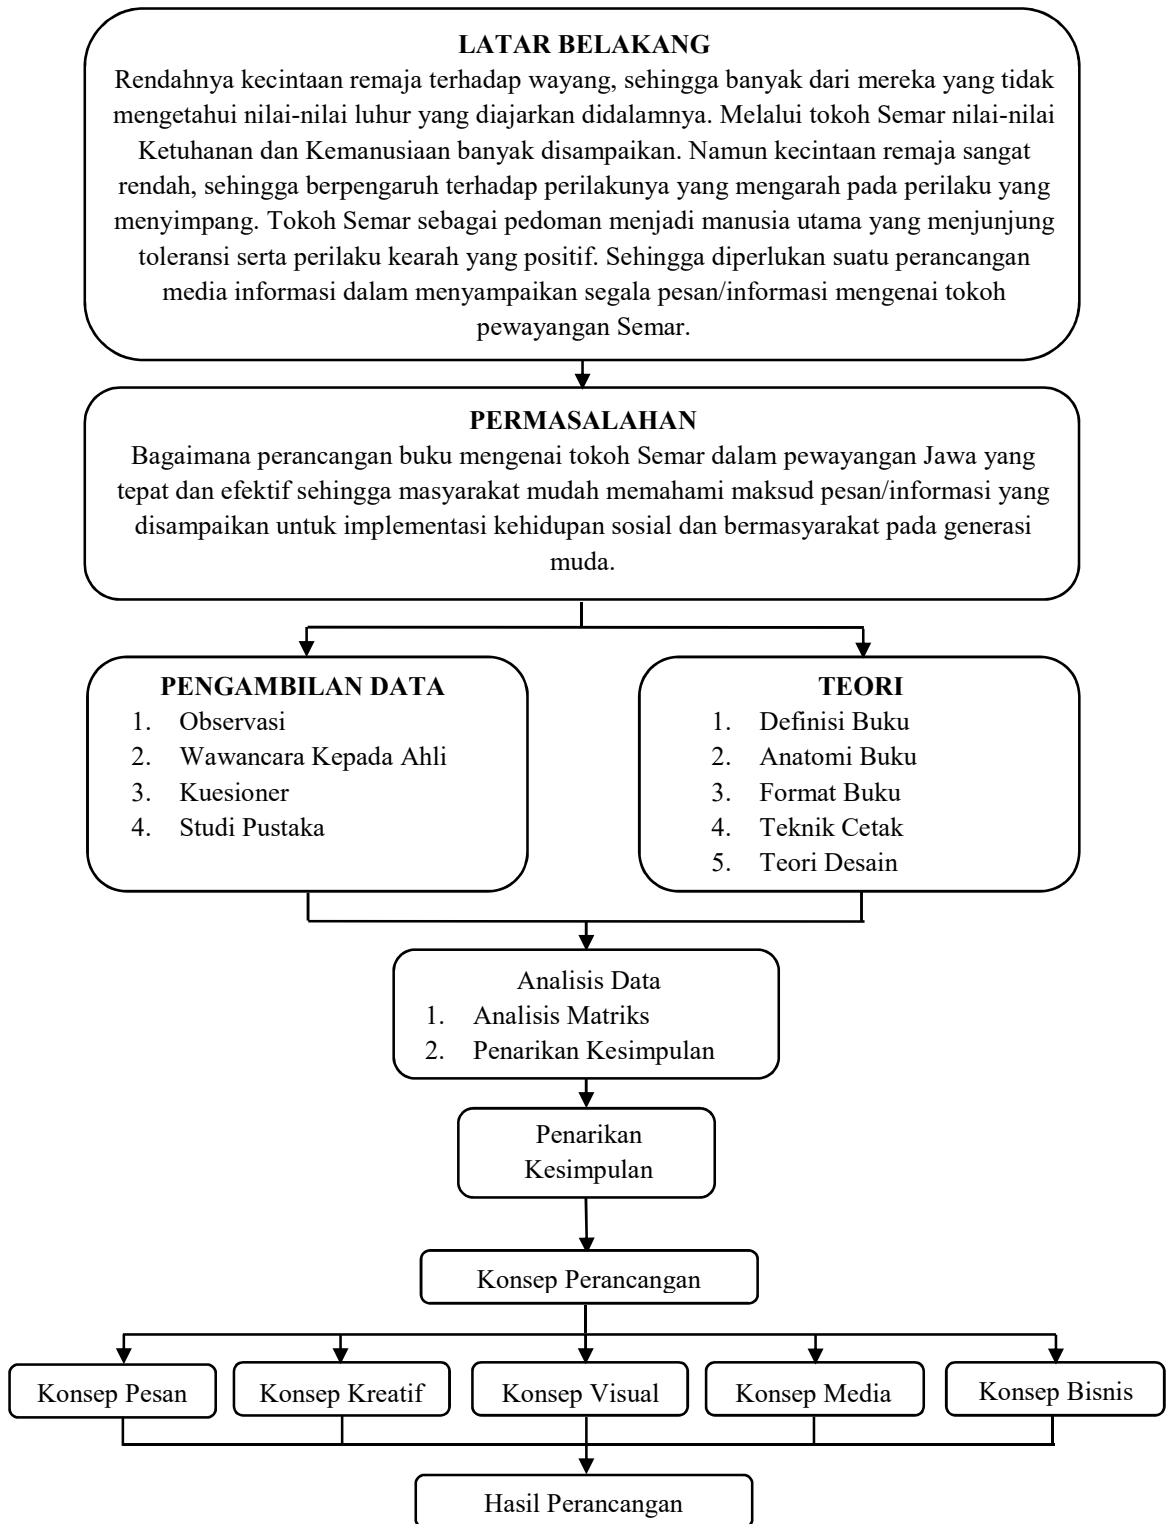 LATAR BELAKANG
Rendahnya kecintaan remaja terhadap wayang, sehingga banyak dari mereka yang tidak
mengetahui nilai-nilai luhur yang diajarkan didalamnya. Melalui tokoh Semar nilai-nilai
Ketuhanan dan Kemanusiaan banyak disampaikan. Namun kecintaan remaja sangat
rendah, sehingga berpengaruh terhadap perilakunya yang mengarah pada perilaku yang
menyimpang. Tokoh Semar sebagai pedoman menjadi manusia utama yang menjunjung
toleransi serta perilaku kearah yang positif. Sehingga diperlukan suatu perancangan
media informasi dalam menyampaikan segala pesan/informasi mengenai tokoh
pewayangan Semar.
PERMASALAHAN
Bagaimana perancangan buku mengenai tokoh Semar dalam pewayangan Jawa yang
tepat dan efektif sehingga masyarakat mudah memahami maksud pesan/informasi yang
disampaikan untuk implementasi kehidupan sosial dan bermasyarakat pada generasi
muda.
PENGAMBILAN DATA
1. Observasi
2. Wawancara Kepada Ahli
3. Kuesioner
4. Studi Pustaka
TEORI
1. Definisi Buku
2. Anatomi Buku
3. Format Buku
4. Teknik Cetak
5. Teori Desain
Analisis Data
1. Analisis Matriks
2. Penarikan Kesimpulan
Penarikan
Kesimpulan
Konsep Perancangan
Konsep Pesan
Konsep Kreatif
Konsep Visual
Konsep Media
Konsep Bisnis
Hasil Perancangan